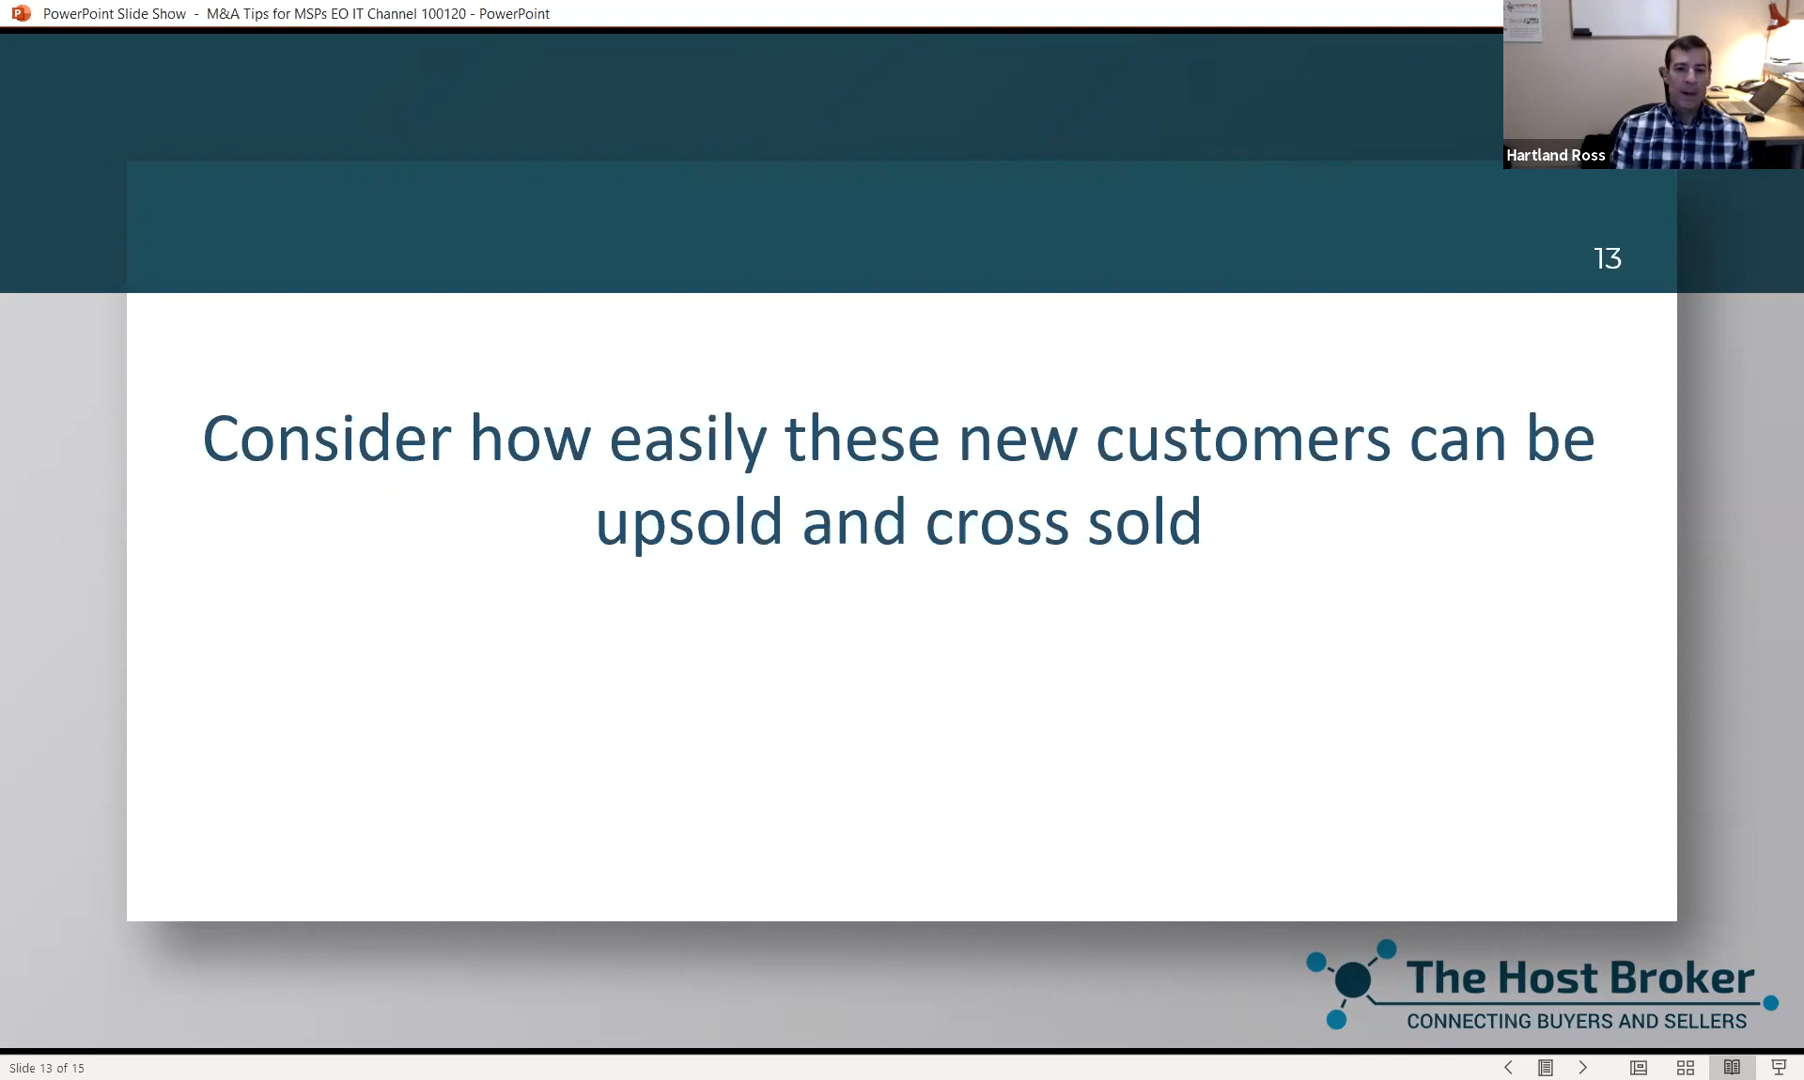 PowerPoint Slide Show - M&A Tips for MSPs EO IT Channel 100120 - PowerPoint
Hartland Ross
13
Consider how easily these new customers can be
upsold and cross sold
The Host Broker
CONNECTING BUYERS AND SELLERS
Slide 13 of 15